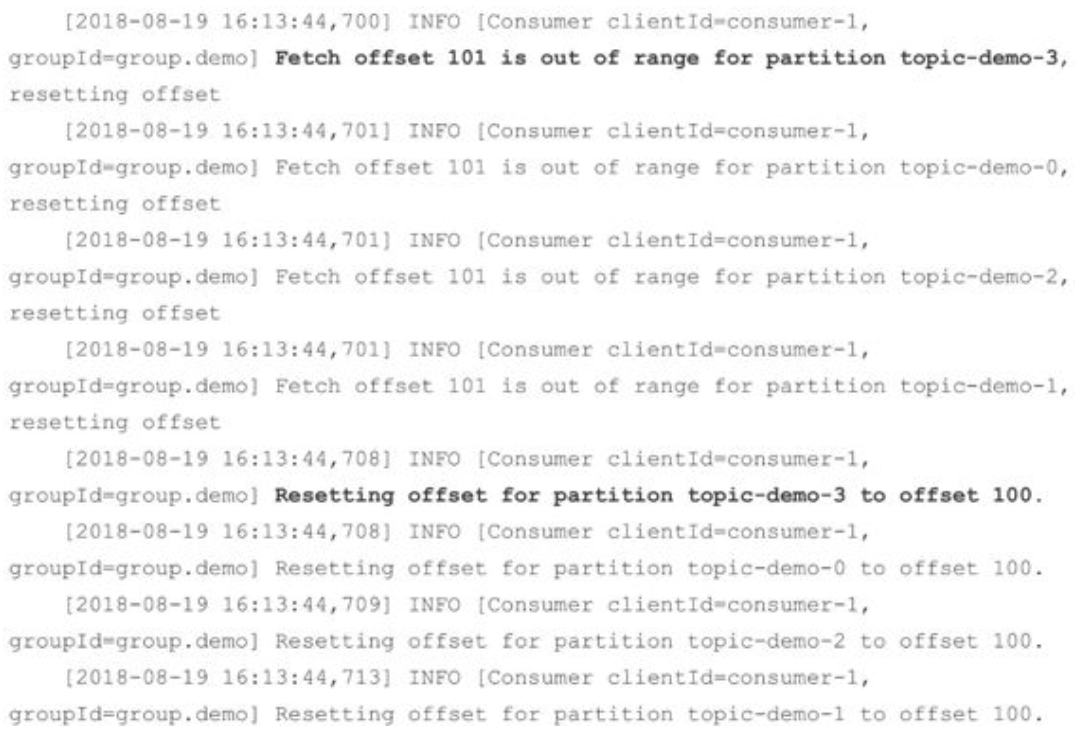 [2018-08-19 16:13:44,700] INFO [Consumer clientId=consumer-1,
groupId=group.demo] Fetch offset 101 is out of range for partition topic-demo-3,
resetting offset
[2018-08-19 16:13:44,701] INFO [Consumer clientId=consumer-1,
groupId=group.demo] Fetch offset 101 is out of range for partition topic-demo-0,
resetting offset
[2018-08-19 16:13:44,701] INFO [Consumer clientId=consumer-1,
groupId=group.demo] Fetch offset 101 is out of range for partition topic-demo-2,
resetting offset
[2018-08-19 16:13:44,701] INFO [Consumer clientId=consumer-1,
groupId=group.demo] Fetch offset 101 is out of range for partition topic-demo-1,
resetting offset
[2018-08-19 16:13:44,708] INFO [Consumer clientId=consumer-1,
groupId=group.demo] Resetting offset for partition topic-demo-3 to offset 100.
[2018-08-19 16:13:44,708] INFO [Consumer clientId=consumer-1,
groupId=group.demo] Resetting offset for partition topic-demo-0 to offset 100.
[2018-08-19 16:13:44,709] INFO [Consumer clientId=consumer-1,
groupId=group.demo] Resetting offset for partition topic-demo-2 to offset 100.
[2018-08-19 16:13:44,713] INFO [Consumer clientId=consumer-1,
groupId=group.demo] Resetting offset for partition topic-demo-1 to offset 100.